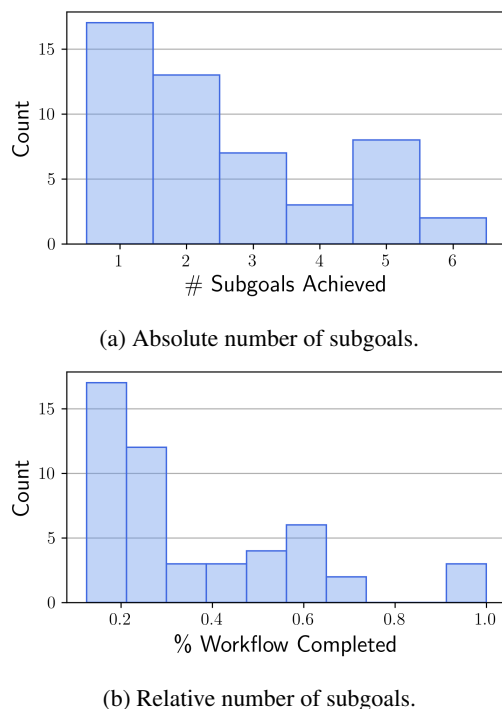 15
10
5
0
Count
1 2 3 4 5 6
# Subgoals Achieved
(a) Absolute number of subgoals.
15
10
5
0
Count
0.2 0.4 0.6 0.8 1.0
% Workflow Completed
(b) Relative number of subgoals.